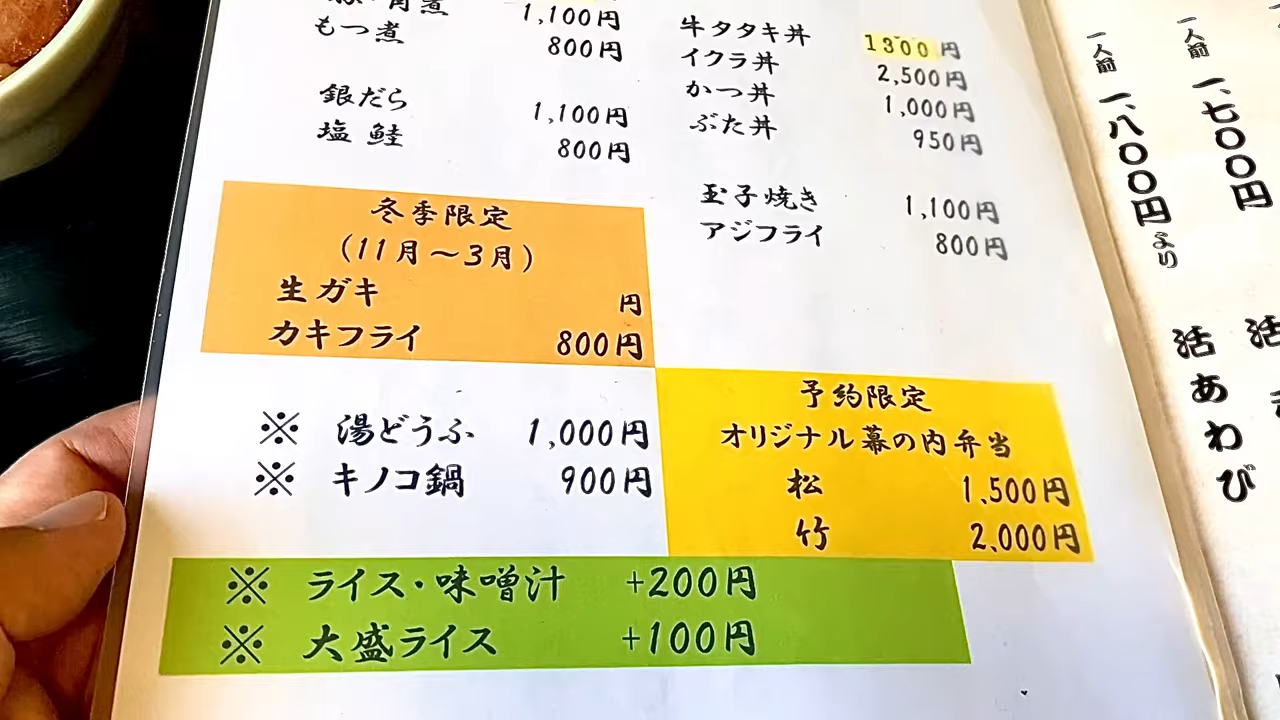 角煮 1,100円
もつ煮 800円
銀だら 1,100円
塩鮭 800円
牛タタキ丼 1300円
イクラ丼 2,500円
かつ丼 1,000円
ぶた丼 950円
玉子焼き 1,100円
アジフライ 800円
冬季限定
(11月〜3月)
生ガキ 円
カキフライ 800円
※ 湯どうふ 1,000円
※ キノコ鍋 900円
予約限定
オリジナル幕の内弁当
松 1,500円
竹 2,000円
※ ライス・味噌汁 +200円
※ 大盛ライス +100円
一人前 一、七〇〇円
一人前 一、八〇〇円より
活
活あわび